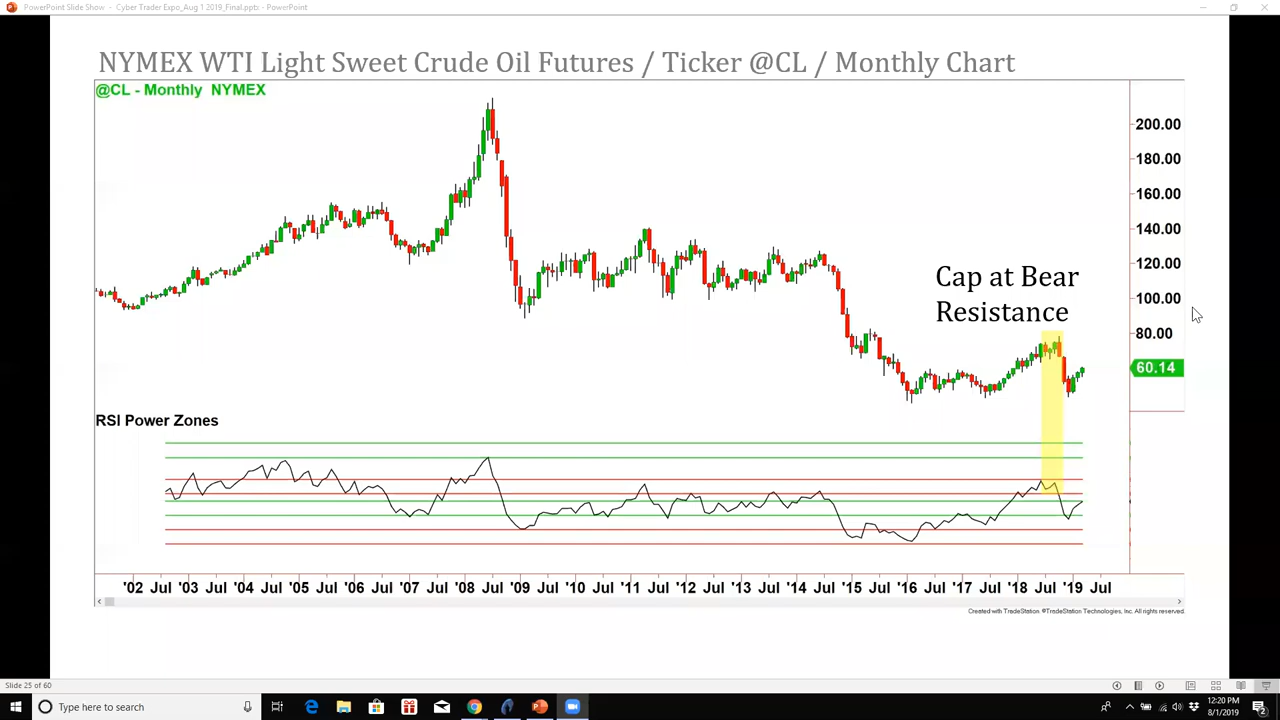 PowerPoint Slide Show - Cyber Trader Expo_Aug 1 2019_Final.pptx - PowerPoint
NYMEX WTI Light Sweet Crude Oil Futures / Ticker @CL / Monthly Chart
@CL - Monthly NYMEX
200.00
180.00
160.00
140.00
120.00
Cap at Bear
Resistance
100.00
80.00
60.14
RSI Power Zones
'02 Jul '03 Jul '04 Jul '05 Jul '06 Jul '07 Jul '08 Jul '09 Jul '10 Jul '11 Jul '12 Jul '13 Jul '14 Jul '15 Jul '16 Jul '17 Jul '18 Jul '19 Jul
Created with TradeStation ©TradeStation Technologies, Inc. All rights reserved.
Slide 25 of 60
Type here to search
12:20 PM
8/1/2019
2